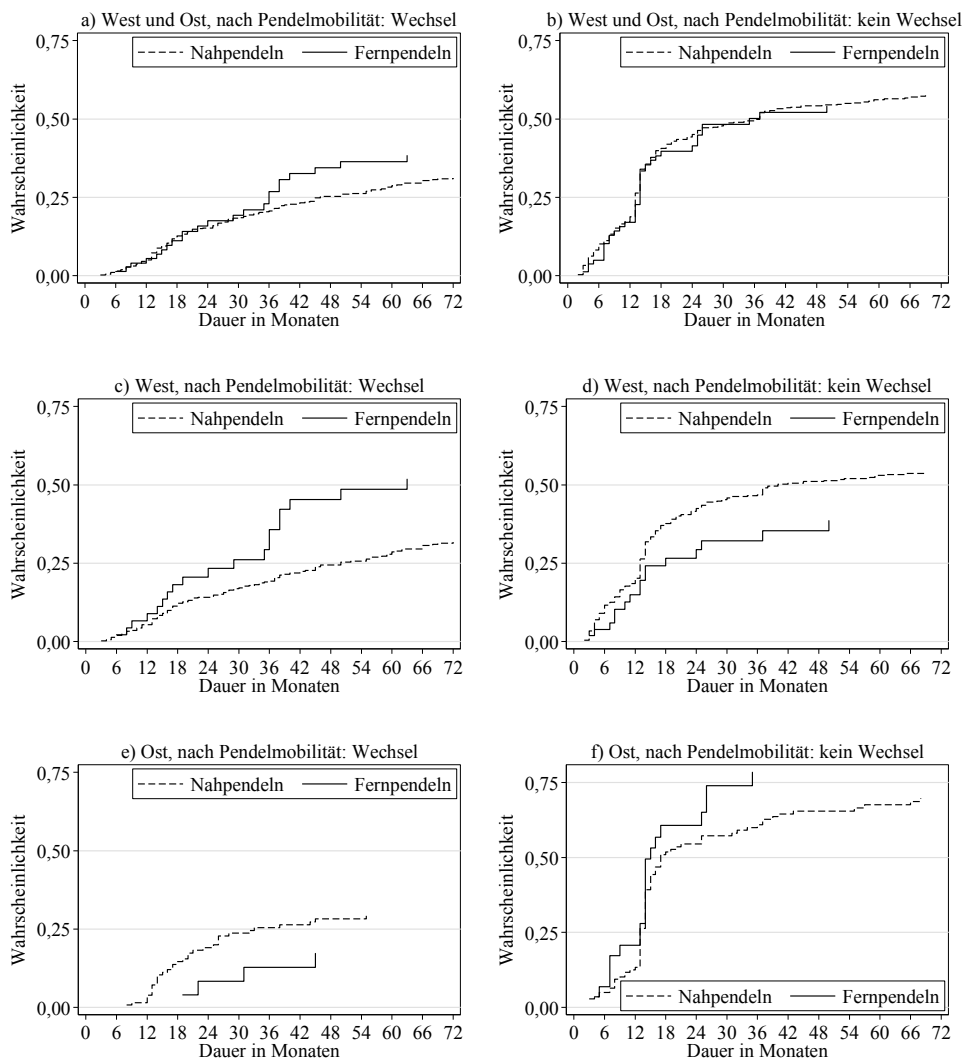 a) West und Ost, nach Pendelmobilität: Wechsel
Nahpendeln Fernpendeln
Wahrscheinlichkeit
0,75
0,50
0,25
0,00
0 6 12 18 24 30 36 42 48 54 60 66 72
Dauer in Monaten
b) West und Ost, nach Pendelmobilität: kein Wechsel
Nahpendeln Fernpendeln
Wahrscheinlichkeit
0,75
0,50
0,25
0,00
0 6 12 18 24 30 36 42 48 54 60 66 72
Dauer in Monaten
c) West, nach Pendelmobilität: Wechsel
Nahpendeln Fernpendeln
Wahrscheinlichkeit
0,75
0,50
0,25
0,00
0 6 12 18 24 30 36 42 48 54 60 66 72
Dauer in Monaten
d) West, nach Pendelmobilität: kein Wechsel
Nahpendeln Fernpendeln
Wahrscheinlichkeit
0,75
0,50
0,25
0,00
0 6 12 18 24 30 36 42 48 54 60 66 72
Dauer in Monaten
e) Ost, nach Pendelmobilität: Wechsel
Nahpendeln Fernpendeln
Wahrscheinlichkeit
0,75
0,50
0,25
0,00
0 6 12 18 24 30 36 42 48 54 60 66 72
Dauer in Monaten
f) Ost, nach Pendelmobilität: kein Wechsel
Wahrscheinlichkeit
0,75
0,50
0,25
0,00
Nahpendeln Fernpendeln
0 6 12 18 24 30 36 42 48 54 60 66 72
Dauer in Monaten